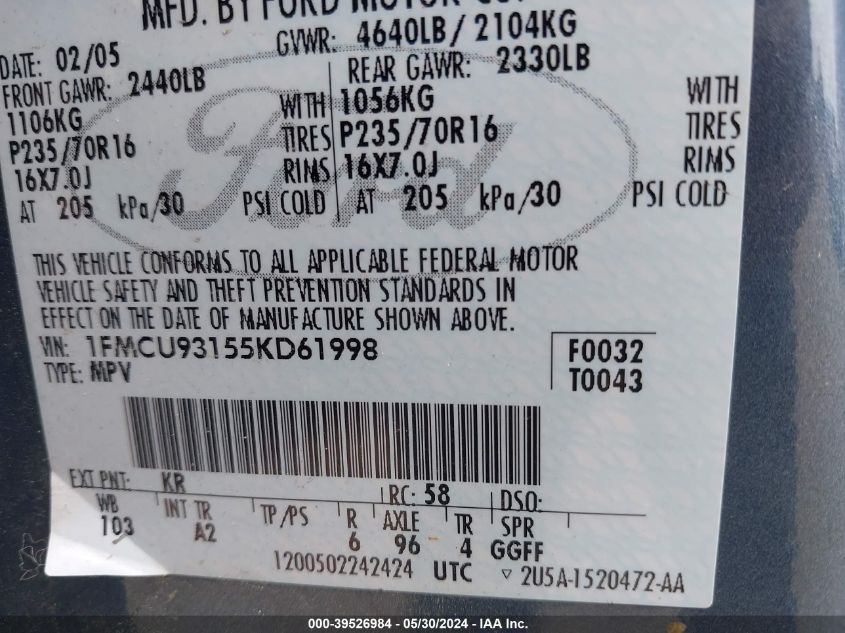 MFD. BY FORD MOTOR CO.
DATE: 02/05 GVWR: 4640LB / 2104KG
FRONT GAWR: 2440LB REAR GAWR: 2330LB
1106KG WITH 1056KG WITH
P235/70R16 TIRES P235/70R16 TIRES
16X7.0J RIMS 16X7.0J RIMS
AT 205 kPa/30 PSI COLD AT 205 kPa/30 PSI COLD
Ford
THIS VEHICLE CONFORMS TO ALL APPLICABLE FEDERAL MOTOR
VEHICLE SAFETY AND THEFT PREVENTION STANDARDS IN
EFFECT ON THE DATE OF MANUFACTURE SHOWN ABOVE.
VIN: 1FMCU93155KD61998 F0032
TYPE: MPV T0043
EXT PNT: KR RC: 58 DSO:
WB INT TR TP/PS R AXLE TR SPR
103 A2 6 96 4 GGFF
1200502242424 UTC ▽ 2U5A-1520472-AA
000-39526984 - 05/30/2024 - IAA Inc.